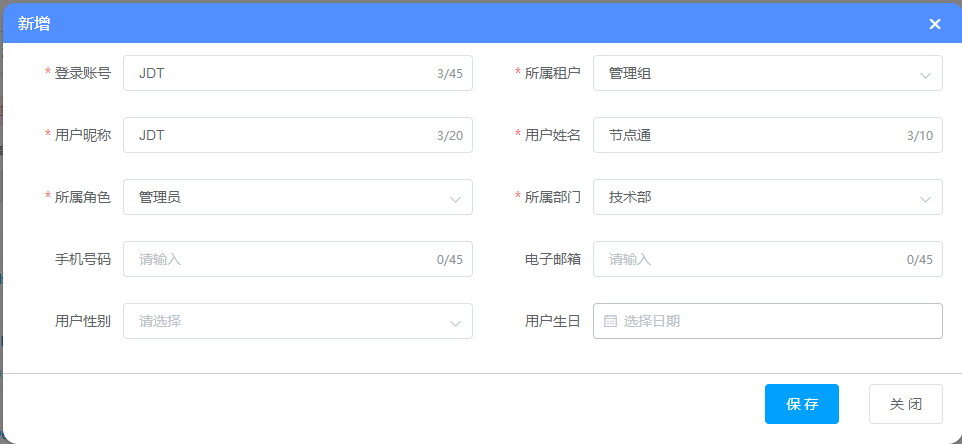 新增
* 登录账号 JDT 3/45 * 所属租户 管理组
* 用户昵称 JDT 3/20 * 用户姓名 节点通 3/10
* 所属角色 管理员 * 所属部门 技术部
手机号码 请输入 0/45 电子邮箱 请输入 0/45
用户性别 请选择 用户生日 选择日期
保存 关闭